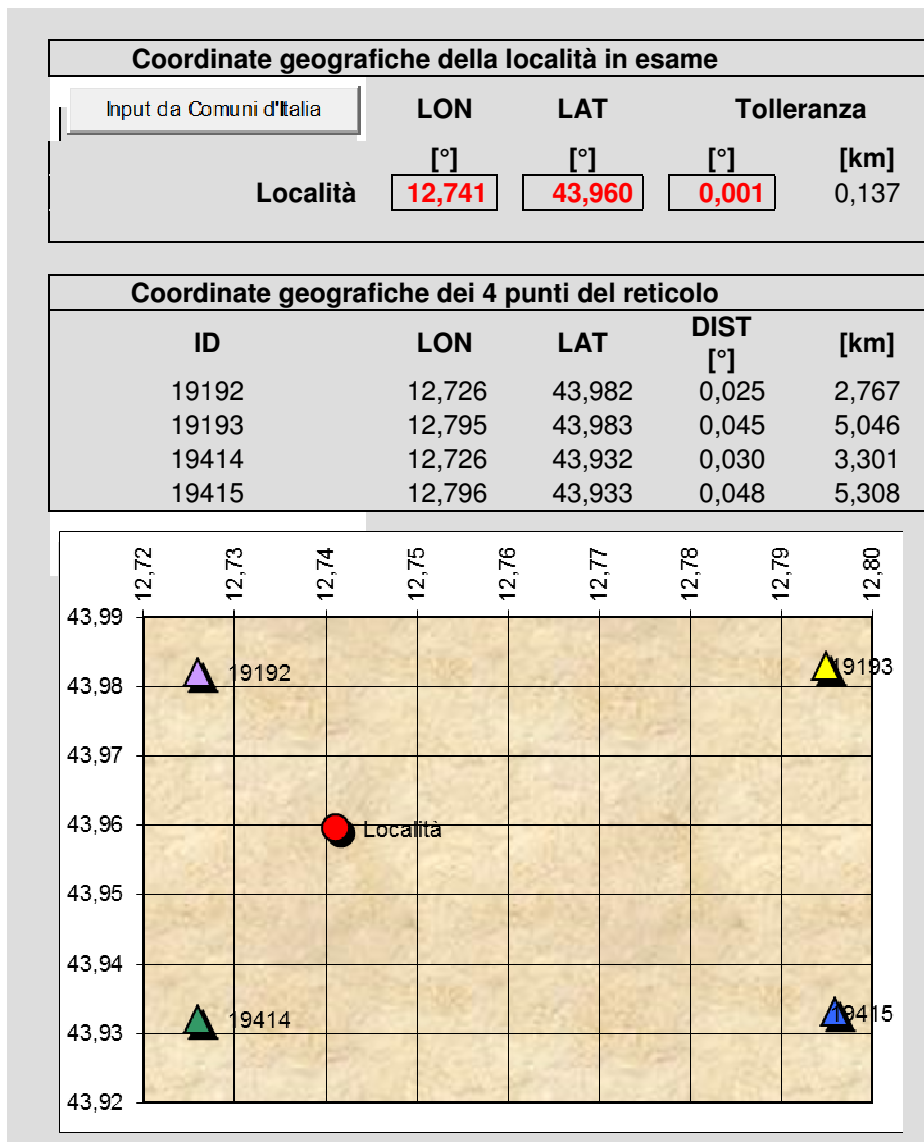 Coordinate geografiche della località in esame
Input da Comuni d'Italia LON LAT Tolleranza
[°] [°] [°] [km]
Località 12,741 43,960 0,001 0,137
Coordinate geografiche dei 4 punti del reticolo
ID LON LAT DIST [°] [km]
19192 12,726 43,982 0,025 2,767
19193 12,795 43,983 0,045 5,046
19414 12,726 43,932 0,030 3,301
19415 12,796 43,933 0,048 5,308
12,72 12,73 12,74 12,75 12,76 12,77 12,78 12,79 12,80
43,99
19192 19193
43,98
43,97
43,96
Località
43,95
43,94
19414 19415
43,93
43,92